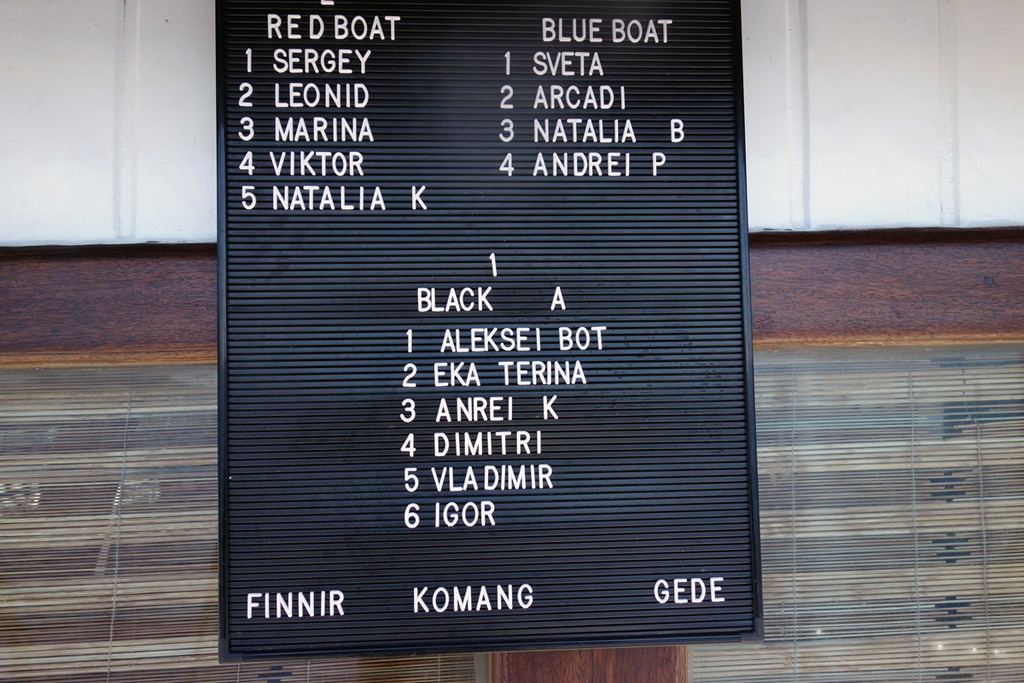 RED BOAT
1 SERGEY
2 LEONID
3 MARINA
4 VIKTOR
5 NATALIA K
BLUE BOAT
1 SVETA
2 ARCADI
3 NATALIA B
4 ANDREI P
1
BLACK A
1 ALEKSEI BOT
2 EKA TERINA
3 ANREI K
4 DIMITRI
5 VLADIMIR
6 IGOR
FINNIR KOMANG GEDE